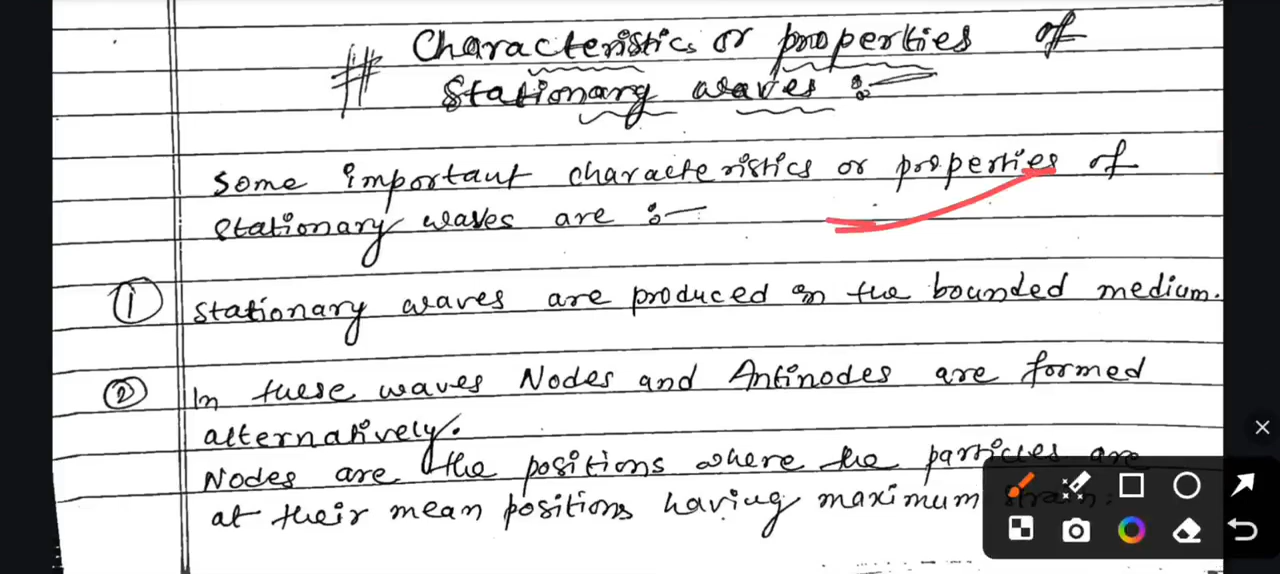 # Characteristics or properties of
Stationary waves :-
Some important characteristics or properties of
stationary waves are :-
① Stationary waves are produced in the bounded medium.
② In these waves Nodes and Antinodes are formed
alternatively.
Nodes are the positions where the particles are
at their mean positions having maximum strain.